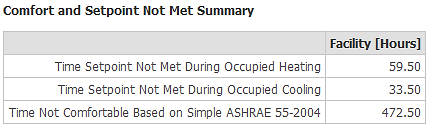 Comfort and Setpoint Not Met Summary
Facility [Hours]
Time Setpoint Not Met During Occupied Heating 59.50
Time Setpoint Not Met During Occupied Cooling 33.50
Time Not Comfortable Based on Simple ASHRAE 55-2004 472.50